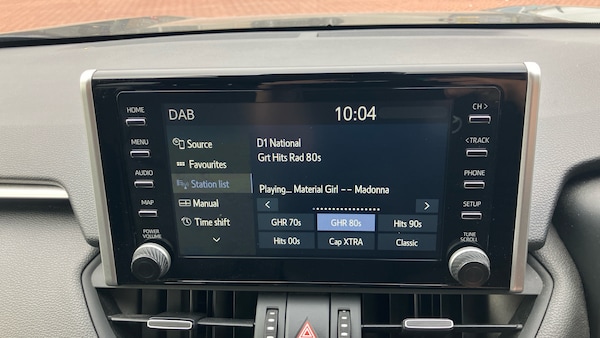 DAB
10:04
HOME
MENU
AUDIO
MAP
POWER
VOLUME
Source
Favourites
Station list
Manual
Time shift
D1 National
Grt Hits Rad 80s
Playing... Material Girl -- Madonna
<
>
GHR 70s
GHR 80s
Hits 90s
Hits 00s
Cap XTRA
Classic
CH >
< TRACK
PHONE
SETUP
TUNE
SCROLL